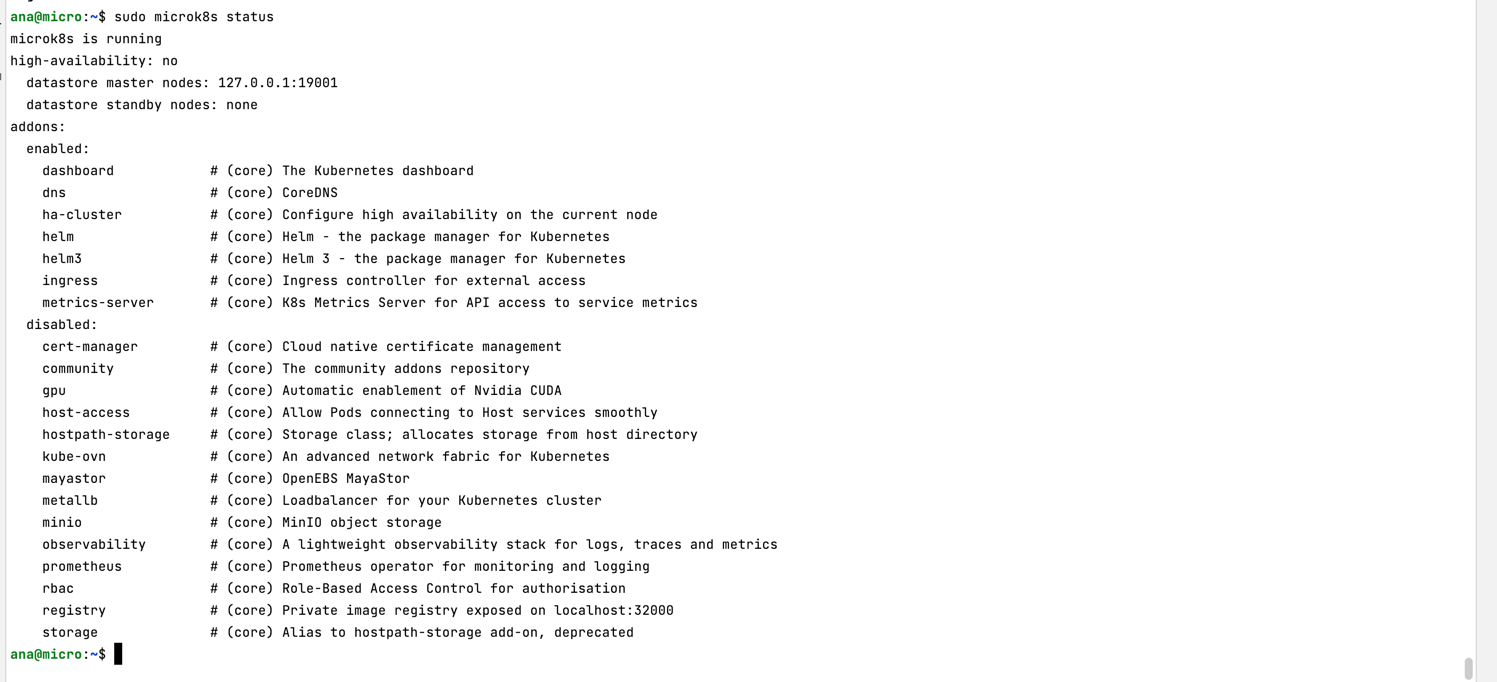 ana@micro:~$ sudo microk8s status
microk8s is running
high-availability: no
  datastore master nodes: 127.0.0.1:19001
  datastore standby nodes: none
addons:
  enabled:
    dashboard            # (core) The Kubernetes dashboard
    dns                  # (core) CoreDNS
    ha-cluster           # (core) Configure high availability on the current node
    helm                 # (core) Helm - the package manager for Kubernetes
    helm3                # (core) Helm 3 - the package manager for Kubernetes
    ingress              # (core) Ingress controller for external access
    metrics-server       # (core) K8s Metrics Server for API access to service metrics
  disabled:
    cert-manager         # (core) Cloud native certificate management
    community            # (core) The community addons repository
    gpu                  # (core) Automatic enablement of Nvidia CUDA
    host-access          # (core) Allow Pods connecting to Host services smoothly
    hostpath-storage     # (core) Storage class; allocates storage from host directory
    kube-ovn             # (core) An advanced network fabric for Kubernetes
    mayastor             # (core) OpenEBS MayaStor
    metallb              # (core) Loadbalancer for your Kubernetes cluster
    minio                # (core) MinIO object storage
    observability        # (core) A lightweight observability stack for logs, traces and metrics
    prometheus           # (core) Prometheus operator for monitoring and logging
    rbac                 # (core) Role-Based Access Control for authorisation
    registry             # (core) Private image registry exposed on localhost:32000
    storage              # (core) Alias to hostpath-storage add-on, deprecated
ana@micro:~$